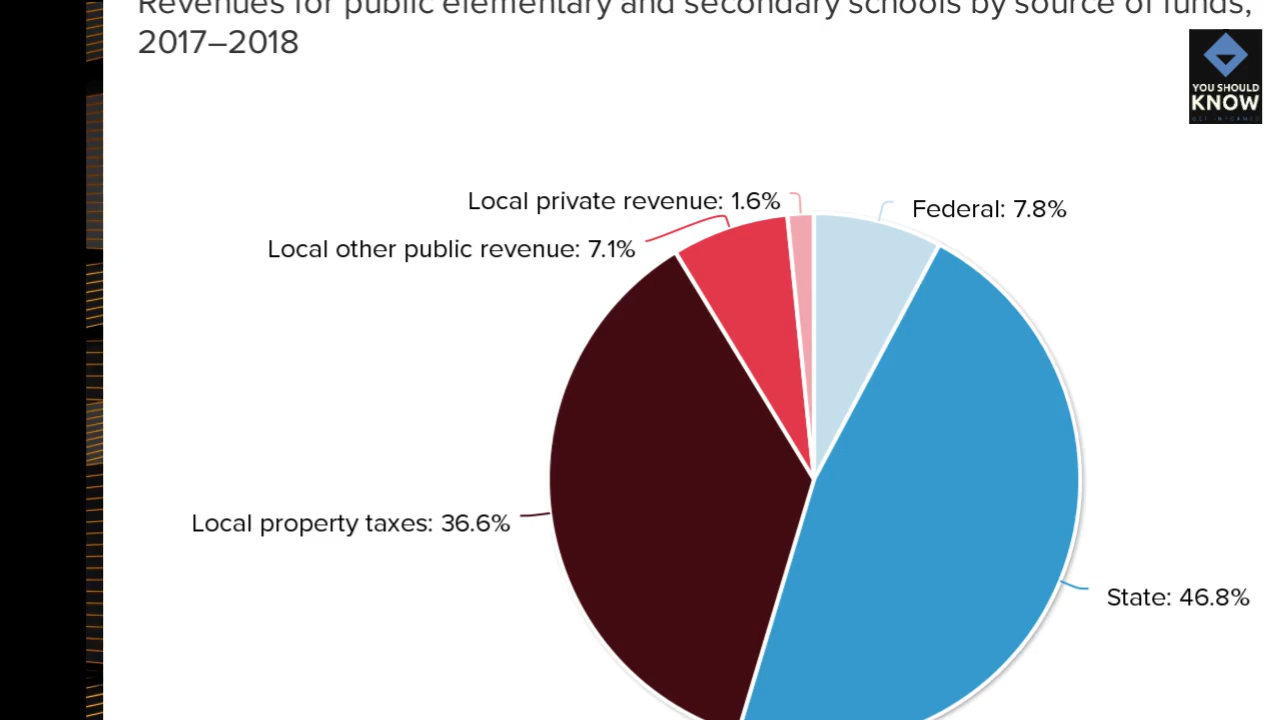 Revenues for public elementary and secondary schools by source of funds,
2017–2018
YOU SHOULD
KNOW
Local private revenue: 1.6%
Federal: 7.8%
Local other public revenue: 7.1%
Local property taxes: 36.6%
State: 46.8%